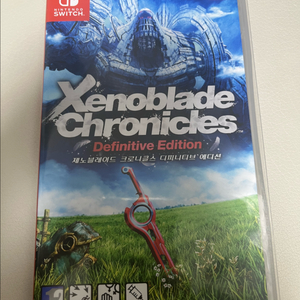 NINTENDO
SWITCH
Xenoblade
Chronicles™
Definitive Edition
제노블레이드 크로니클스 디피니티브 에디션